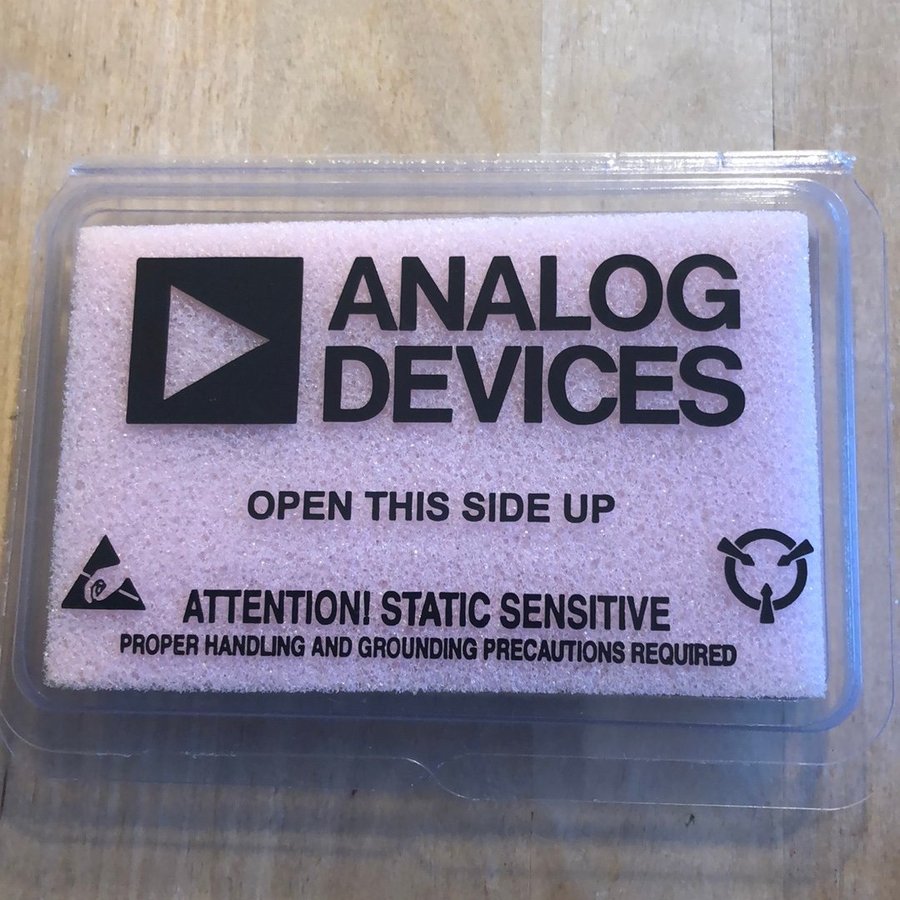 ANALOG
DEVICES
OPEN THIS SIDE UP
ATTENTION! STATIC SENSITIVE
PROPER HANDLING AND GROUNDING PRECAUTIONS REQUIRED